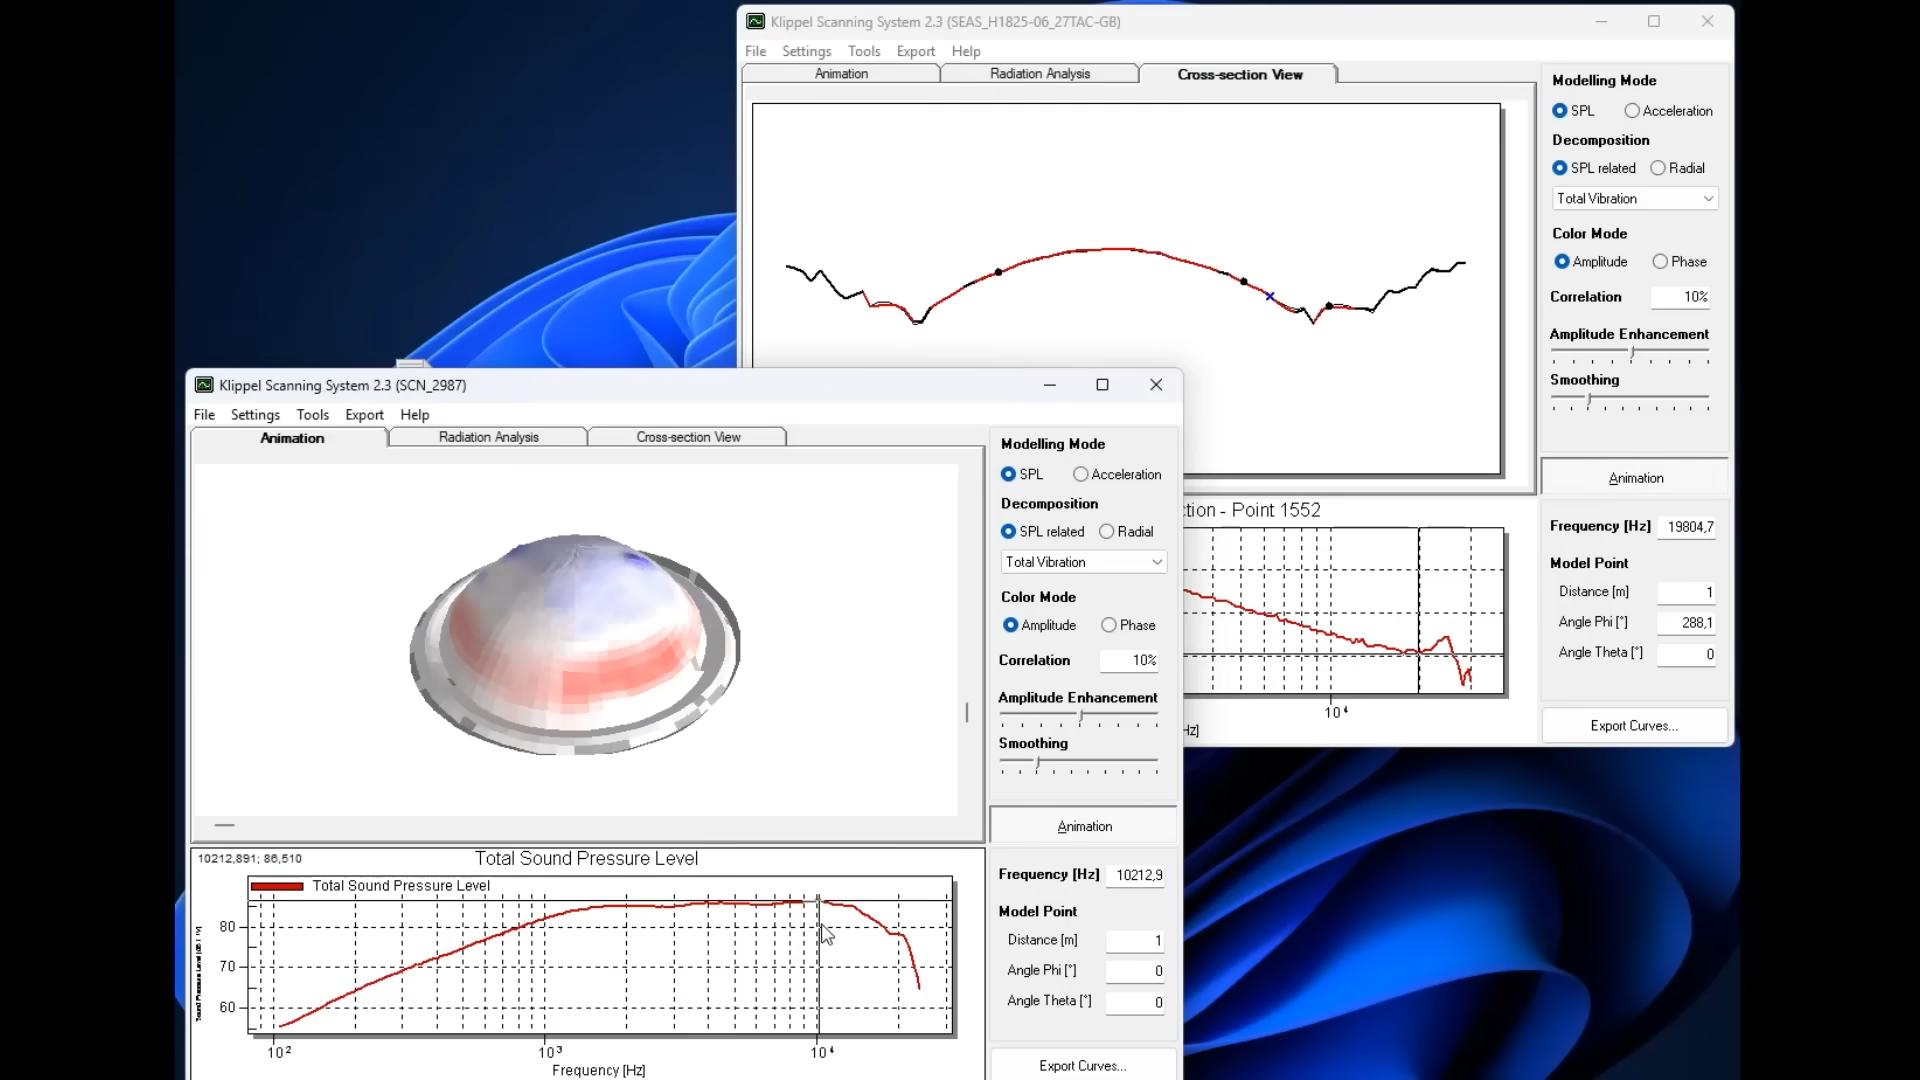 Klippel Scanning System 2.3 (SEAS_H1825-06_27TAC-GB)
File Settings Tools Export Help
Animation Radiation Analysis Cross-section View
Modelling Mode
SPL Acceleration
Decomposition
SPL related Radial
Total Vibration
Color Mode
Amplitude Phase
Correlation 10%
Amplitude Enhancement
Smoothing
Animation
ction - Point 1552
10⁴
Hz]
Frequency [Hz] 19804,7
Model Point
Distance [m] 1
Angle Phi [°] 288,1
Angle Theta [°] 0
Export Curves...
Klippel Scanning System 2.3 (SCN_2987)
File Settings Tools Export Help
Animation Radiation Analysis Cross-section View
Modelling Mode
SPL Acceleration
Decomposition
SPL related Radial
Total Vibration
Color Mode
Amplitude Phase
Correlation 10%
Amplitude Enhancement
Smoothing
Animation
10212,891; 86,510 Total Sound Pressure Level
Total Sound Pressure Level
80
70
60
10² 10³ 10⁴
Frequency [Hz]
Frequency [Hz] 10212,9
Model Point
Distance [m] 1
Angle Phi [°] 0
Angle Theta [°] 0
Export Curves...